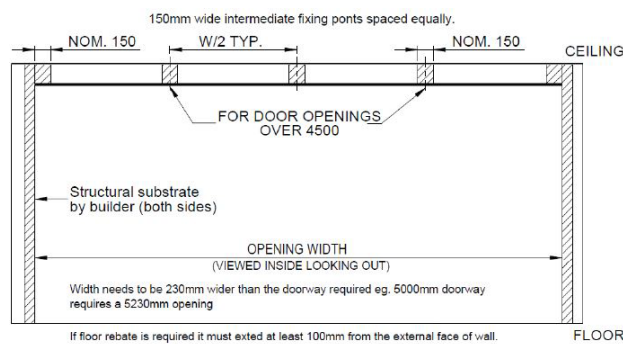 150mm wide intermediate fixing ponts spaced equally.
NOM. 150
W/2 TYP.
NOM. 150
CEILING
FOR DOOR OPENINGS
OVER 4500
Structural substrate
by builder (both sides)
OPENING WIDTH
(VIEWED INSIDE LOOKING OUT)
Width needs to be 230mm wider than the doorway required eg. 5000mm doorway
requires a 5230mm opening
If floor rebate is required it must exted at least 100mm from the external face of wall.
FLOOR